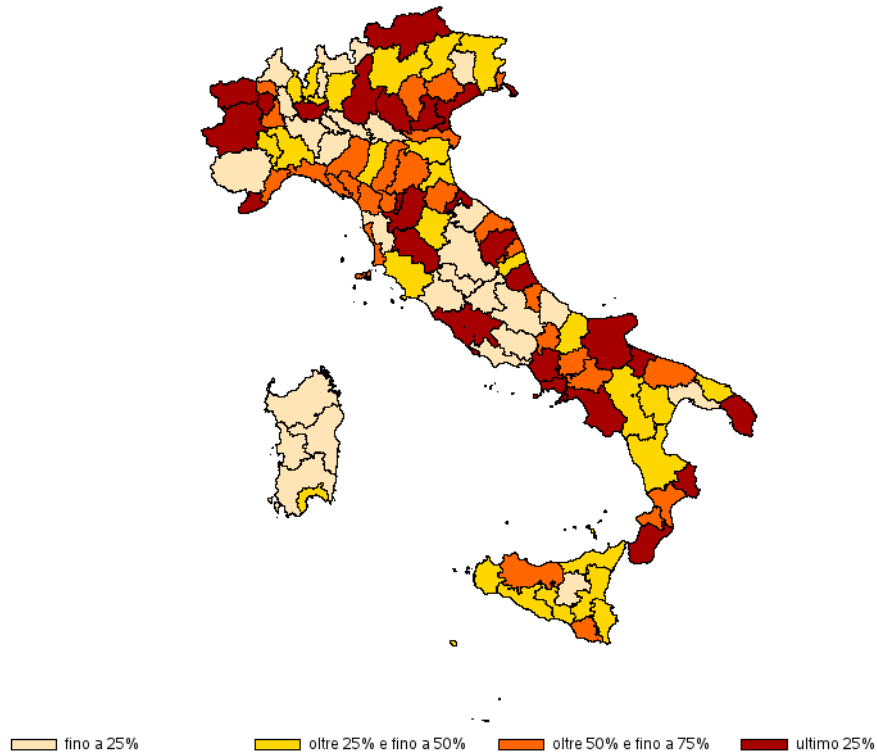 fino a 25%
oltre 25% e fino a 50%
oltre 50% e fino a 75%
ultimo 25%